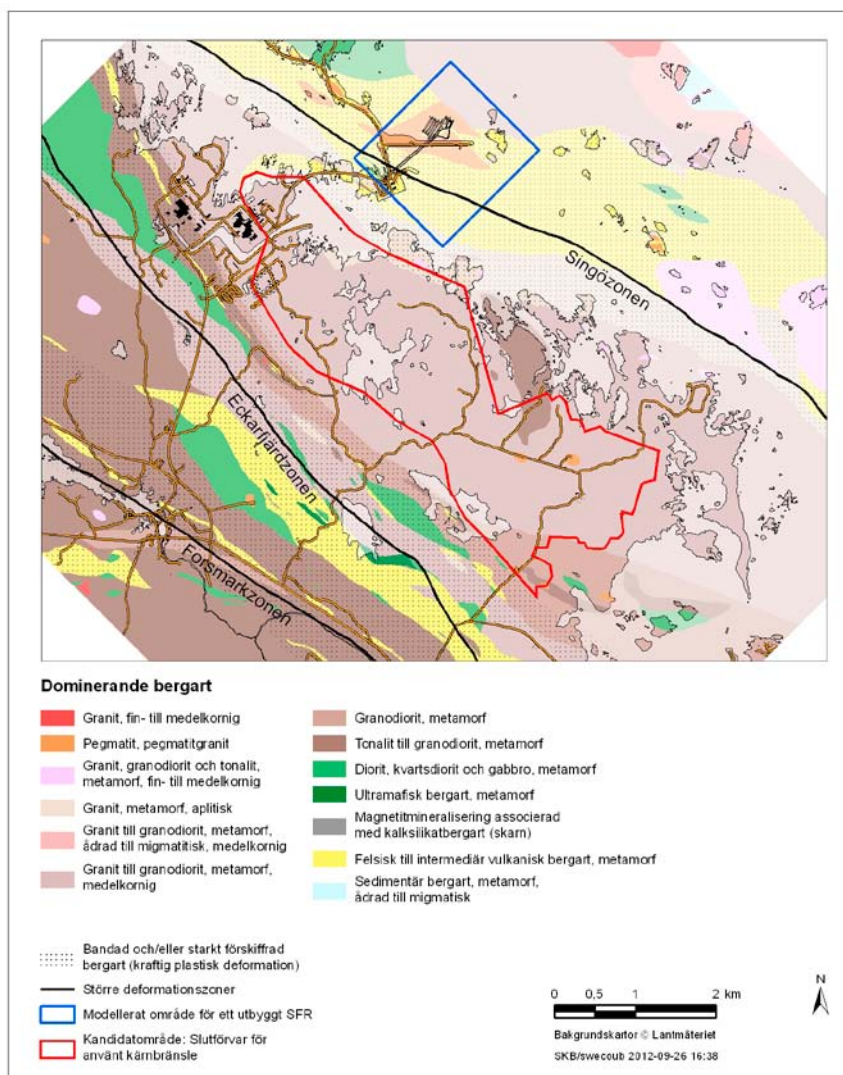 Singözonen
Eckarfjärdzonen
Forsmarkzonen
Dominerande bergart
Granit, fin- till medelkornig
Pegmatit, pegmatitgranit
Granit, granodiorit och tonalit,
metamorf, fin- till medelkornig
Granit, metamorf, aplitisk
Granit till granodiorit, metamorf,
ådrad till migmatitisk, medelkornig
Granit till granodiorit, metamorf,
medelkornig
Granodiorit, metamorf
Tonalit till granodiorit, metamorf
Diorit, kvartsdiorit och gabbro, metamorf
Ultramafisk bergart, metamorf
Magnetitmineralisering associerad
med kalksilikatbergart (skarn)
Felsisk till intermediär vulkanisk bergart, metamorf
Sedimentär bergart, metamorf,
ådrad till migmatisk
Bandad och/eller starkt förskiffrad
bergart (kraftig plastisk deformation)
Större deformationszoner
Modellerat område för ett utbyggt SFR
Kandidatområde: Slutförvar för
använt kärnbränsle
0 0,5 1 2 km
N
Bakgrundskartor © Lantmäteriet
SKB/swecoub 2012-09-26 16:38